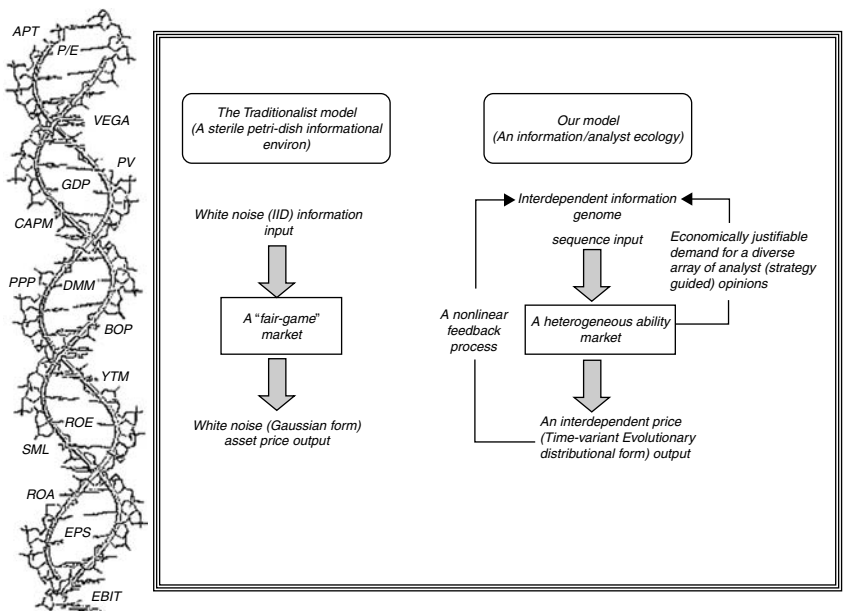 APT
P/E
VEGA
PV
GDP
CAPM
PPP
DMM
BOP
YTM
ROE
SML
ROA
EPS
EBIT
The Traditionalist model
(A sterile petri-dish informational
environ)
White noise (IID) information
input
A "fair-game"
market
White noise (Gaussian form)
asset price output
Our model
(An information/analyst ecology)
Interdependent information
genome
sequence input
Economically justifiable
demand for a diverse
array of analyst (strategy
guided) opinions
A nonlinear
feedback
process
A heterogeneous ability
market
An interdependent price
(Time-variant Evolutionary
distributional form) output